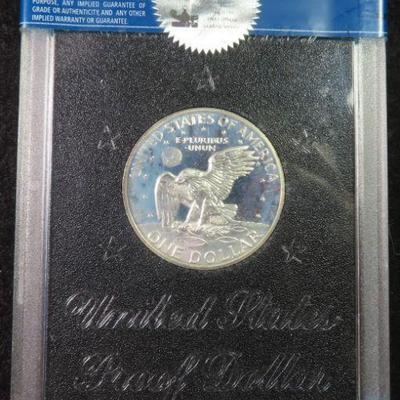 PURPOSE, ANY IMPLIED GUARANTEE OF
GRADE OR AUTHENTICITY, AND ANY OTHER
IMPLIED WARRANTY OR GUARANTEE.
UNITED STATES OF AMERICA
E·PLURIBUS
UNUM
ONE DOLLAR
United States
Proof Dollar